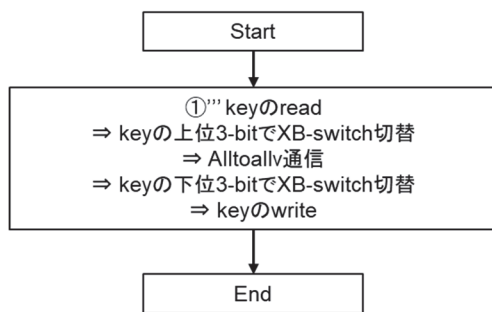 Start
①’’’ keyのread
⇒ keyの上位3-bitでXB-switch切替
⇒ Alltoallv通信
⇒ keyの下位3-bitでXB-switch切替
⇒ keyのwrite
End